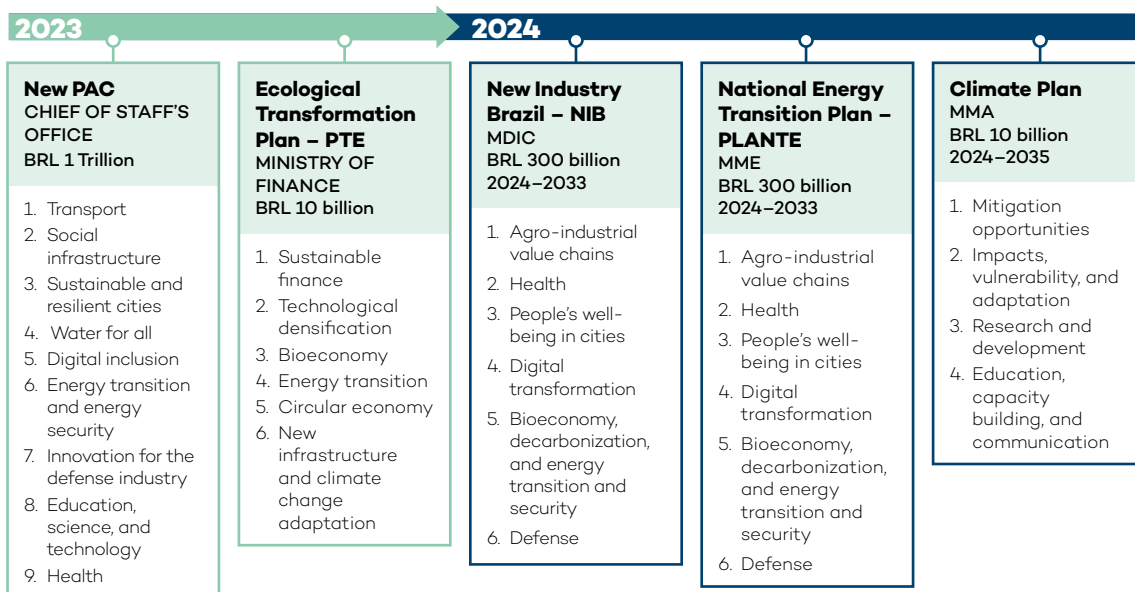 2023
2024
New PAC
CHIEF OF STAFF'S
OFFICE
BRL 1 Trillion
1. Transport
2. Social
infrastructure
3. Sustainable and
resilient cities
4. Water for all
5. Digital inclusion
6. Energy transition
and energy
security
7. Innovation for the
defense industry
8. Education,
science, and
technology
9. Health
Ecological
Transformation
Plan – PTE
MINISTRY OF
FINANCE
BRL 10 billion
1. Sustainable
finance
2. Technological
densification
3. Bioeconomy
4. Energy transition
5. Circular economy
6. New
infrastructure
and climate
change
adaptation
New Industry
Brazil – NIB
MDIC
BRL 300 billion
2024–2033
1. Agro-industrial
value chains
2. Health
3. People's well-
being in cities
4. Digital
transformation
5. Bioeconomy,
decarbonization,
and energy
transition and
security
6. Defense
National Energy
Transition Plan –
PLANTE
MME
BRL 300 billion
2024–2033
1. Agro-industrial
value chains
2. Health
3. People's well-
being in cities
4. Digital
transformation
5. Bioeconomy,
decarbonization,
and energy
transition and
security
6. Defense
Climate Plan
MMA
BRL 10 billion
2024–2035
1. Mitigation
opportunities
2. Impacts,
vulnerability, and
adaptation
3. Research and
development
4. Education,
capacity
building, and
communication